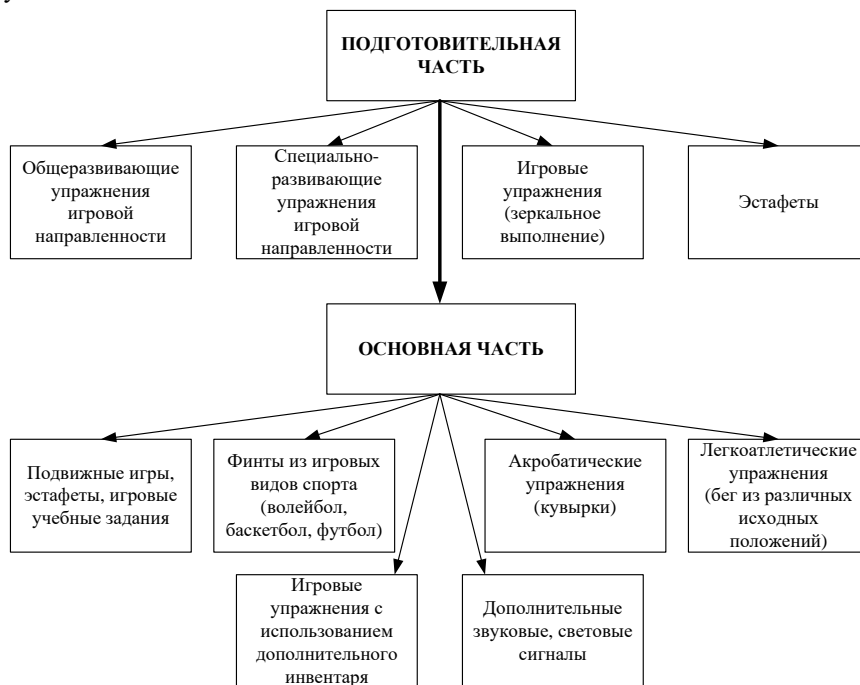 у
ПОДГОТОВИТЕЛЬНАЯ
ЧАСТЬ
Общеразвивающие
упражнения
игровой
направленности
Специально-
развивающие
упражнения
игровой
направленности
Игровые
упражнения
(зеркальное
выполнение)
Эстафеты
ОСНОВНАЯ ЧАСТЬ
Подвижные игры,
эстафеты, игровые
учебные задания
Финты из игровых
видов спорта
(волейбол,
баскетбол, футбол)
Акробатические
упражнения
(кувырки)
Легкоатлетические
упражнения
(бег из различных
исходных
положений)
Игровые
упражнения с
использованием
дополнительного
инвентаря
Дополнительные
звуковые, световые
сигналы